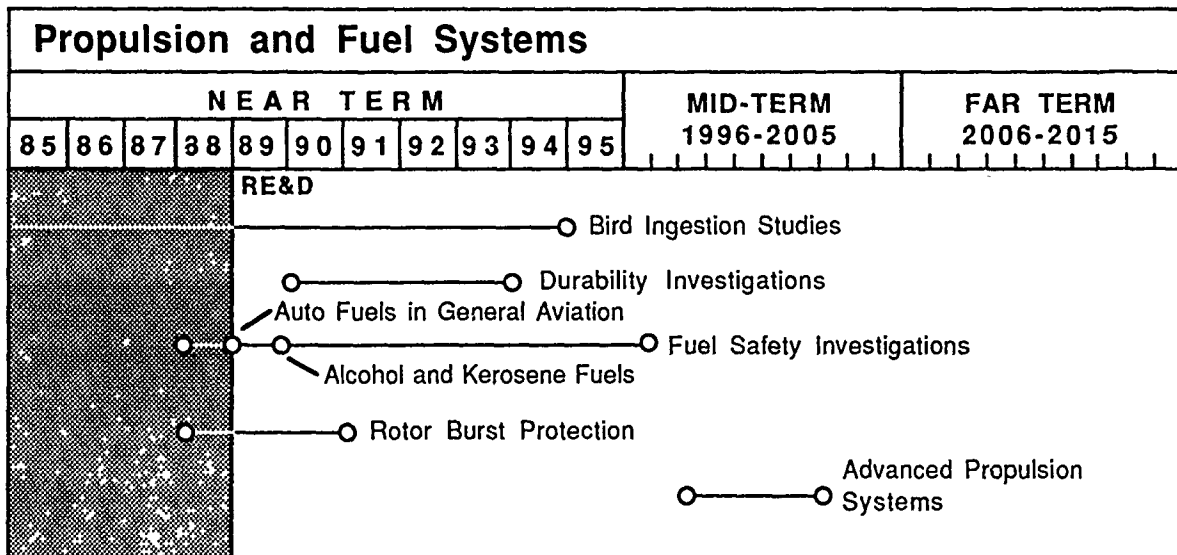 Propulsion and Fuel Systems
NEAR TERM
MID-TERM
1996-2005
FAR TERM
2006-2015
85 86 87 88 89 90 91 92 93 94 95
RE&D
Bird Ingestion Studies
Durability Investigations
Auto Fuels in General Aviation
Fuel Safety Investigations
Alcohol and Kerosene Fuels
Rotor Burst Protection
Advanced Propulsion
Systems